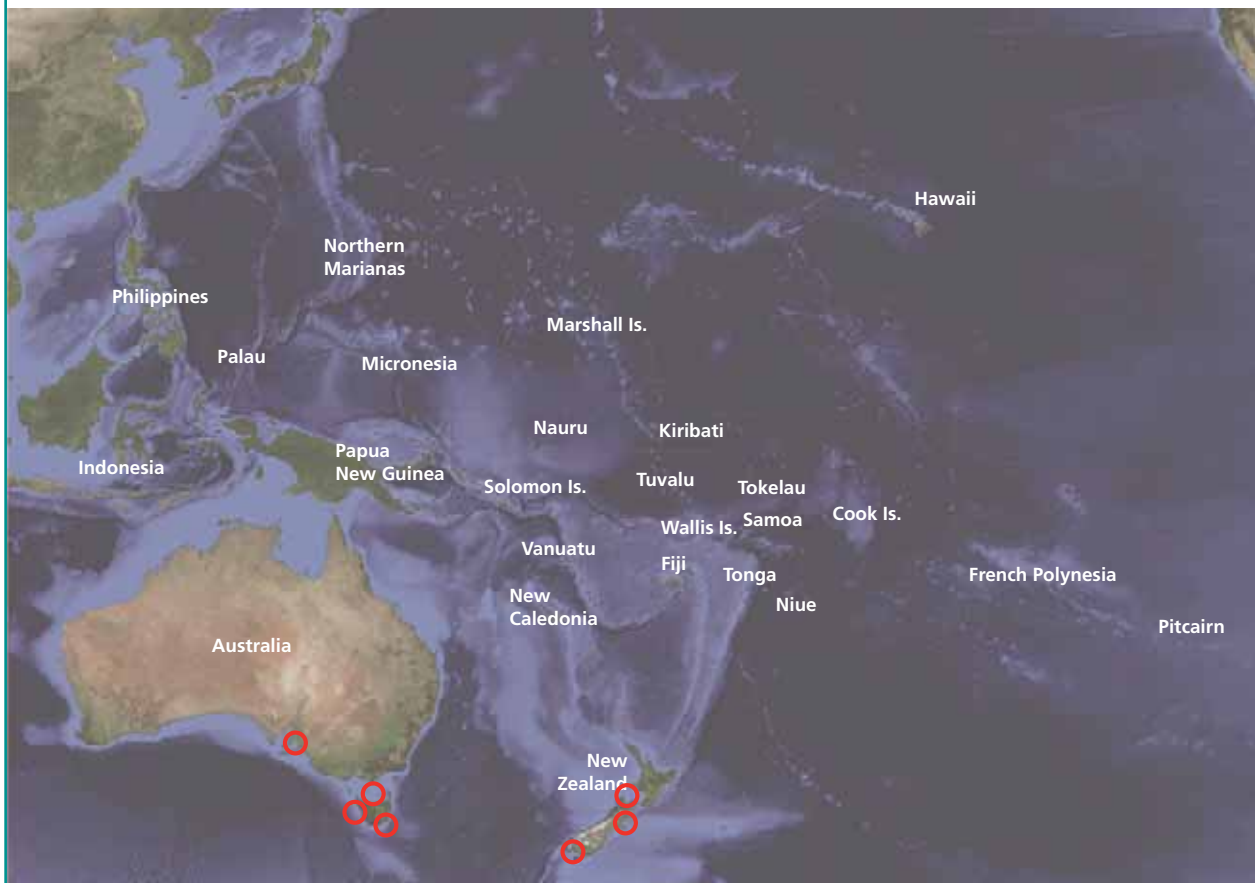 Hawaii
Northern
Marianas
Philippines
Marshall Is.
Palau
Micronesia
Nauru
Kiribati
Papua
New Guinea
Indonesia
Solomon Is.
Tuvalu
Tokelau
Cook Is.
Samoa
Wallis Is.
Vanuatu
Fiji
Tonga
French Polynesia
New
Caledonia
Niue
Pitcairn
Australia
New
Zealand